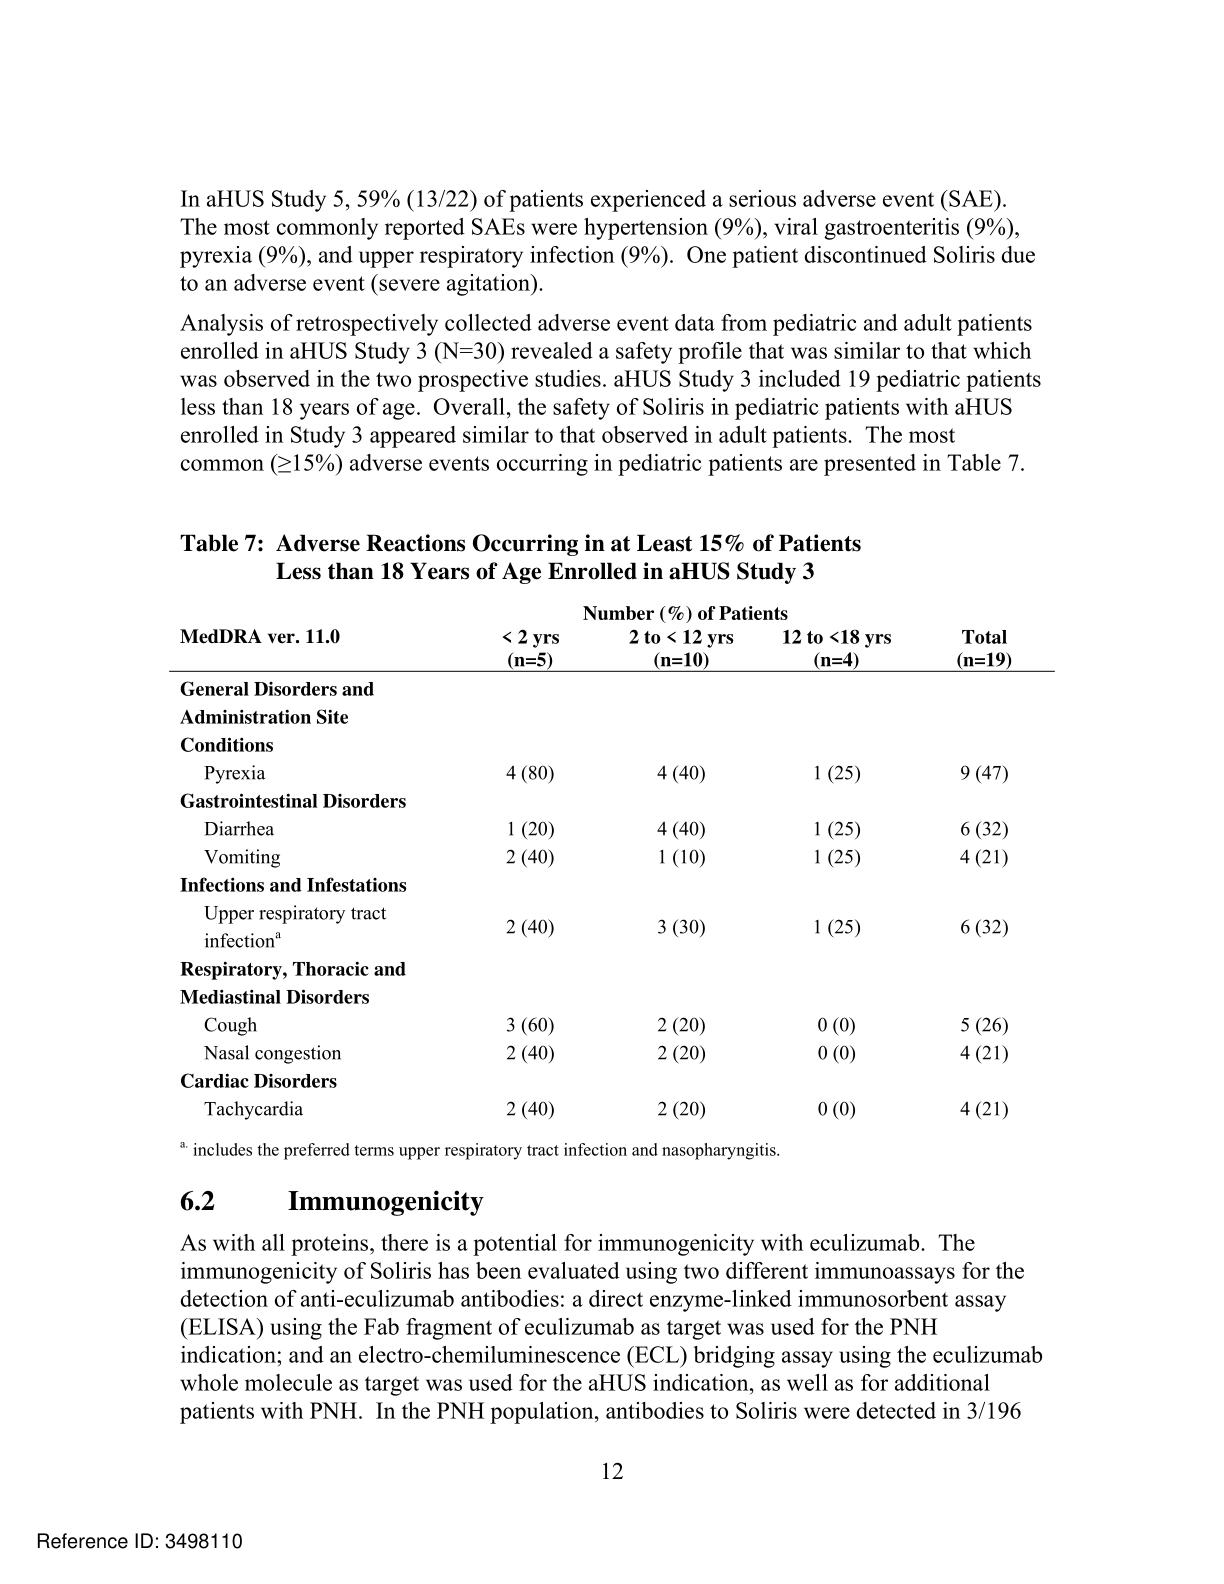 In aHUS Study 5, 59% (13/22) of patients experienced a serious adverse event (SAE).
The most commonly reported SAEs were hypertension (9%), viral gastroenteritis (9%),
pyrexia (9%), and upper respiratory infection (9%).  One patient discontinued Soliris due
to an adverse event (severe agitation).
Analysis of retrospectively collected adverse event data from pediatric and adult patients
enrolled in aHUS Study 3 (N=30) revealed a safety profile that was similar to that which
was observed in the two prospective studies. aHUS Study 3 included 19 pediatric patients
less than 18 years of age.  Overall, the safety of Soliris in pediatric patients with aHUS
enrolled in Study 3 appeared similar to that observed in adult patients.  The most
common (≥15%) adverse events occurring in pediatric patients are presented in Table 7.
Table 7:  Adverse Reactions Occurring in at Least 15% of Patients
Less than 18 Years of Age Enrolled in aHUS Study 3
Number (%) of Patients
MedDRA ver. 11.0 < 2 yrs 2 to < 12 yrs 12 to <18 yrs Total
(n=5) (n=10) (n=4) (n=19)
General Disorders and
Administration Site
Conditions
Pyrexia 4 (80) 4 (40) 1 (25) 9 (47)
Gastrointestinal Disorders
Diarrhea 1 (20) 4 (40) 1 (25) 6 (32)
Vomiting 2 (40) 1 (10) 1 (25) 4 (21)
Infections and Infestations
Upper respiratory tract
infection^a 2 (40) 3 (30) 1 (25) 6 (32)
Respiratory, Thoracic and
Mediastinal Disorders
Cough 3 (60) 2 (20) 0 (0) 5 (26)
Nasal congestion 2 (40) 2 (20) 0 (0) 4 (21)
Cardiac Disorders
Tachycardia 2 (40) 2 (20) 0 (0) 4 (21)
a. includes the preferred terms upper respiratory tract infection and nasopharyngitis.
6.2 Immunogenicity
As with all proteins, there is a potential for immunogenicity with eculizumab.  The
immunogenicity of Soliris has been evaluated using two different immunoassays for the
detection of anti-eculizumab antibodies: a direct enzyme-linked immunosorbent assay
(ELISA) using the Fab fragment of eculizumab as target was used for the PNH
indication; and an electro-chemiluminescence (ECL) bridging assay using the eculizumab
whole molecule as target was used for the aHUS indication, as well as for additional
patients with PNH.  In the PNH population, antibodies to Soliris were detected in 3/196
12
Reference ID: 3498110